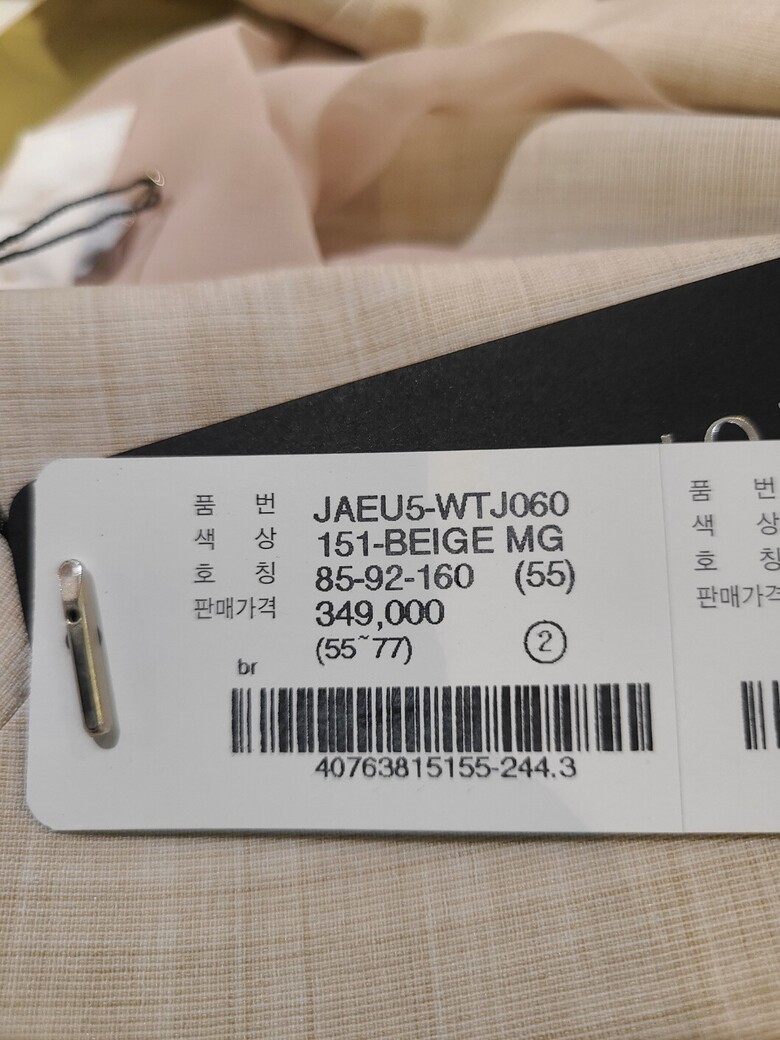 품 번 JAEU5-WTJ060
색 상 151-BEIGE MG
호 칭 85-92-160 (55)
판매가격 349,000
(55~77) ②
br
40763815155-244.3
품 번
색 상
호 칭
판매가격